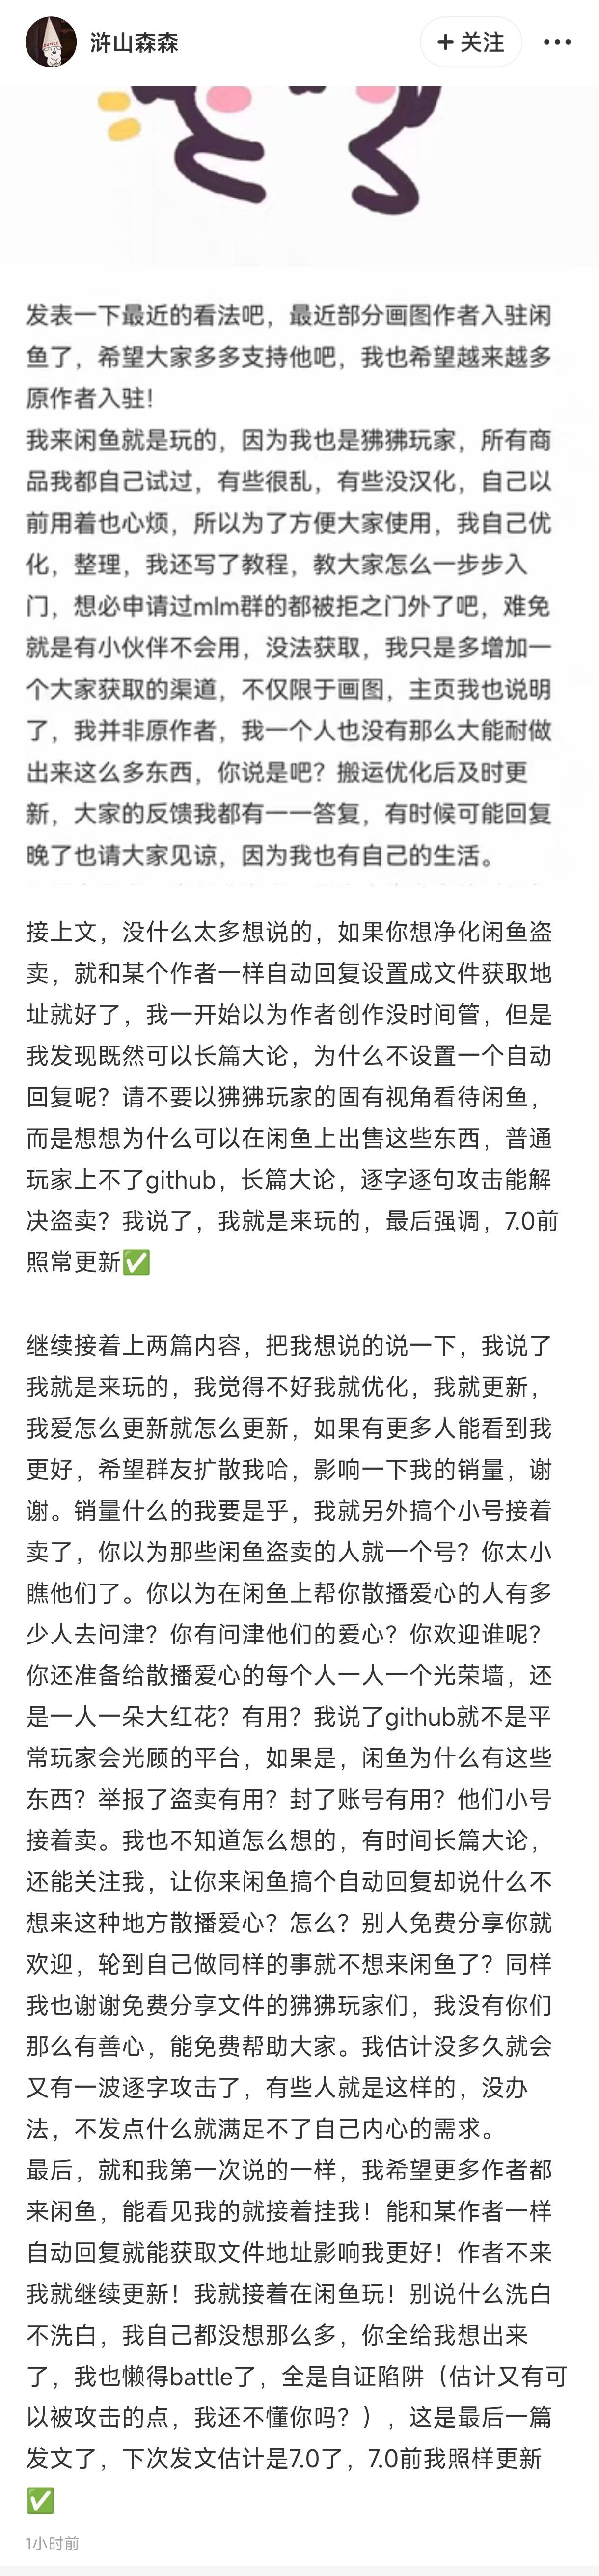 浒山森森
+ 关注
发表一下最近的看法吧，最近部分画图作者入驻闲
鱼了，希望大家多多支持他吧，我也希望越来越多
原作者入驻！
我来闲鱼就是玩的，因为我也是狒狒玩家，所有商
品我都自己试过，有些很乱，有些没汉化，自己以
前用着也心烦，所以为了方便大家使用，我自己优
化，整理，我还写了教程，教大家怎么一步步入
门，想必申请过mlm群的都被拒之门外了吧，难免
就是有小伙伴不会用，没法获取，我只是多增加一
个大家获取的渠道，不仅限于画图，主页我也说明
了，我并非原作者，我一个人也没有那么大能耐做
出来这么多东西，你说是吧？搬运优化后及时更
新，大家的反馈我都有一一答复，有时候可能回复
晚了也请大家见谅，因为我也有自己的生活。
接上文，没什么太多想说的，如果你想净化闲鱼盗
卖，就和某个作者一样自动回复设置成文件获取地
址就好了，我一开始以为作者创作没时间管，但是
我发现既然可以长篇大论，为什么不设置一个自动
回复呢？请不要以狒狒玩家的固有视角看待闲鱼，
而是想想为什么可以在闲鱼上出售这些东西，普通
玩家上不了github，长篇大论，逐字逐句攻击能解
决盗卖？我说了，我就是来玩的，最后强调，7.0前
照常更新✅
继续接着上两篇内容，把我想说的说一下，我说了
我就是来玩的，我觉得不好我就优化，我就更新，
我爱怎么更新就怎么更新，如果有更多人能看到我
更好，希望群友扩散我哈，影响一下我的销量，谢
谢。销量什么的我要是乎，我就另外搞个小号接着
卖了，你以为那些闲鱼盗卖的人就一个号？你太小
瞧他们了。你以为在闲鱼上帮你散播爱心的人有多
少人去问津？你有问津他们的爱心？你欢迎谁呢？
你还准备给散播爱心的每个人一人一个光荣墙，还
是一人一朵大红花？有用？我说了github就不是平
常玩家会光顾的平台，如果是，闲鱼为什么有这些
东西？举报了盗卖有用？封了账号有用？他们小号
接着卖。我也不知道怎么想的，有时间长篇大论，
还能关注我，让你来闲鱼搞个自动回复却说什么不
想来这种地方散播爱心？怎么？别人免费分享你就
欢迎，轮到自己做同样的事就不想来闲鱼了？同样
我也谢谢免费分享文件的狒狒玩家们，我没有你们
那么有善心，能免费帮助大家。我估计没多久就会
又有一波逐字攻击了，有些人就是这样的，没办
法，不发点什么就满足不了自己内心的需求。
最后，就和我第一次说的一样，我希望更多作者都
来闲鱼，能看见我的就接着挂我！能和某作者一样
自动回复就能获取文件地址影响我更好！作者不来
我就继续更新！我就接着在闲鱼玩！别说什么洗白
不洗白，我自己都没想那么多，你全给我想出来
了，我也懒得battle了，全是自证陷阱（估计又有可
以被攻击的点，我还不懂你吗？），这是最后一篇
发文了，下次发文估计是7.0了，7.0前我照样更新
✅
1小时前